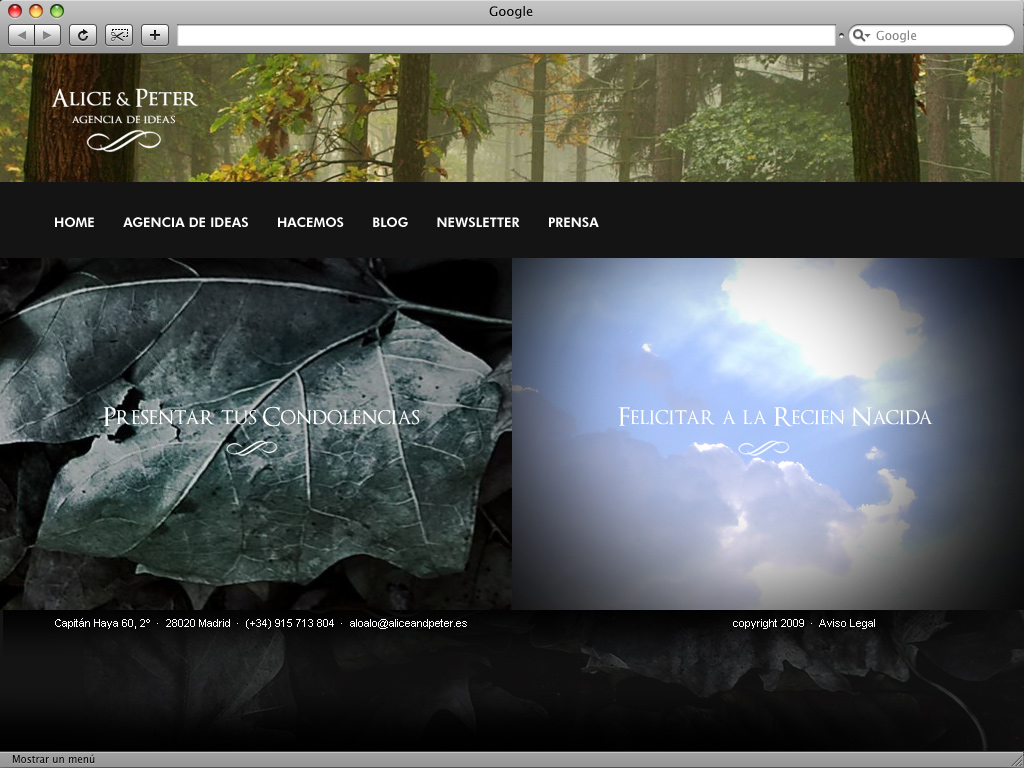 Google
Google
ALICE & PETER
AGENCIA DE IDEAS
HOME AGENCIA DE IDEAS HACEMOS BLOG NEWSLETTER PRENSA
PRESENTAR TUS CONDOLENCIAS
FELICITAR A LA RECIEN NACIDA
Capitán Haya 60, 2º · 28020 Madrid · (+34) 915 713 804 · aloalo@aliceandpeter.es
copyright 2009 · Aviso Legal
Mostrar un menú